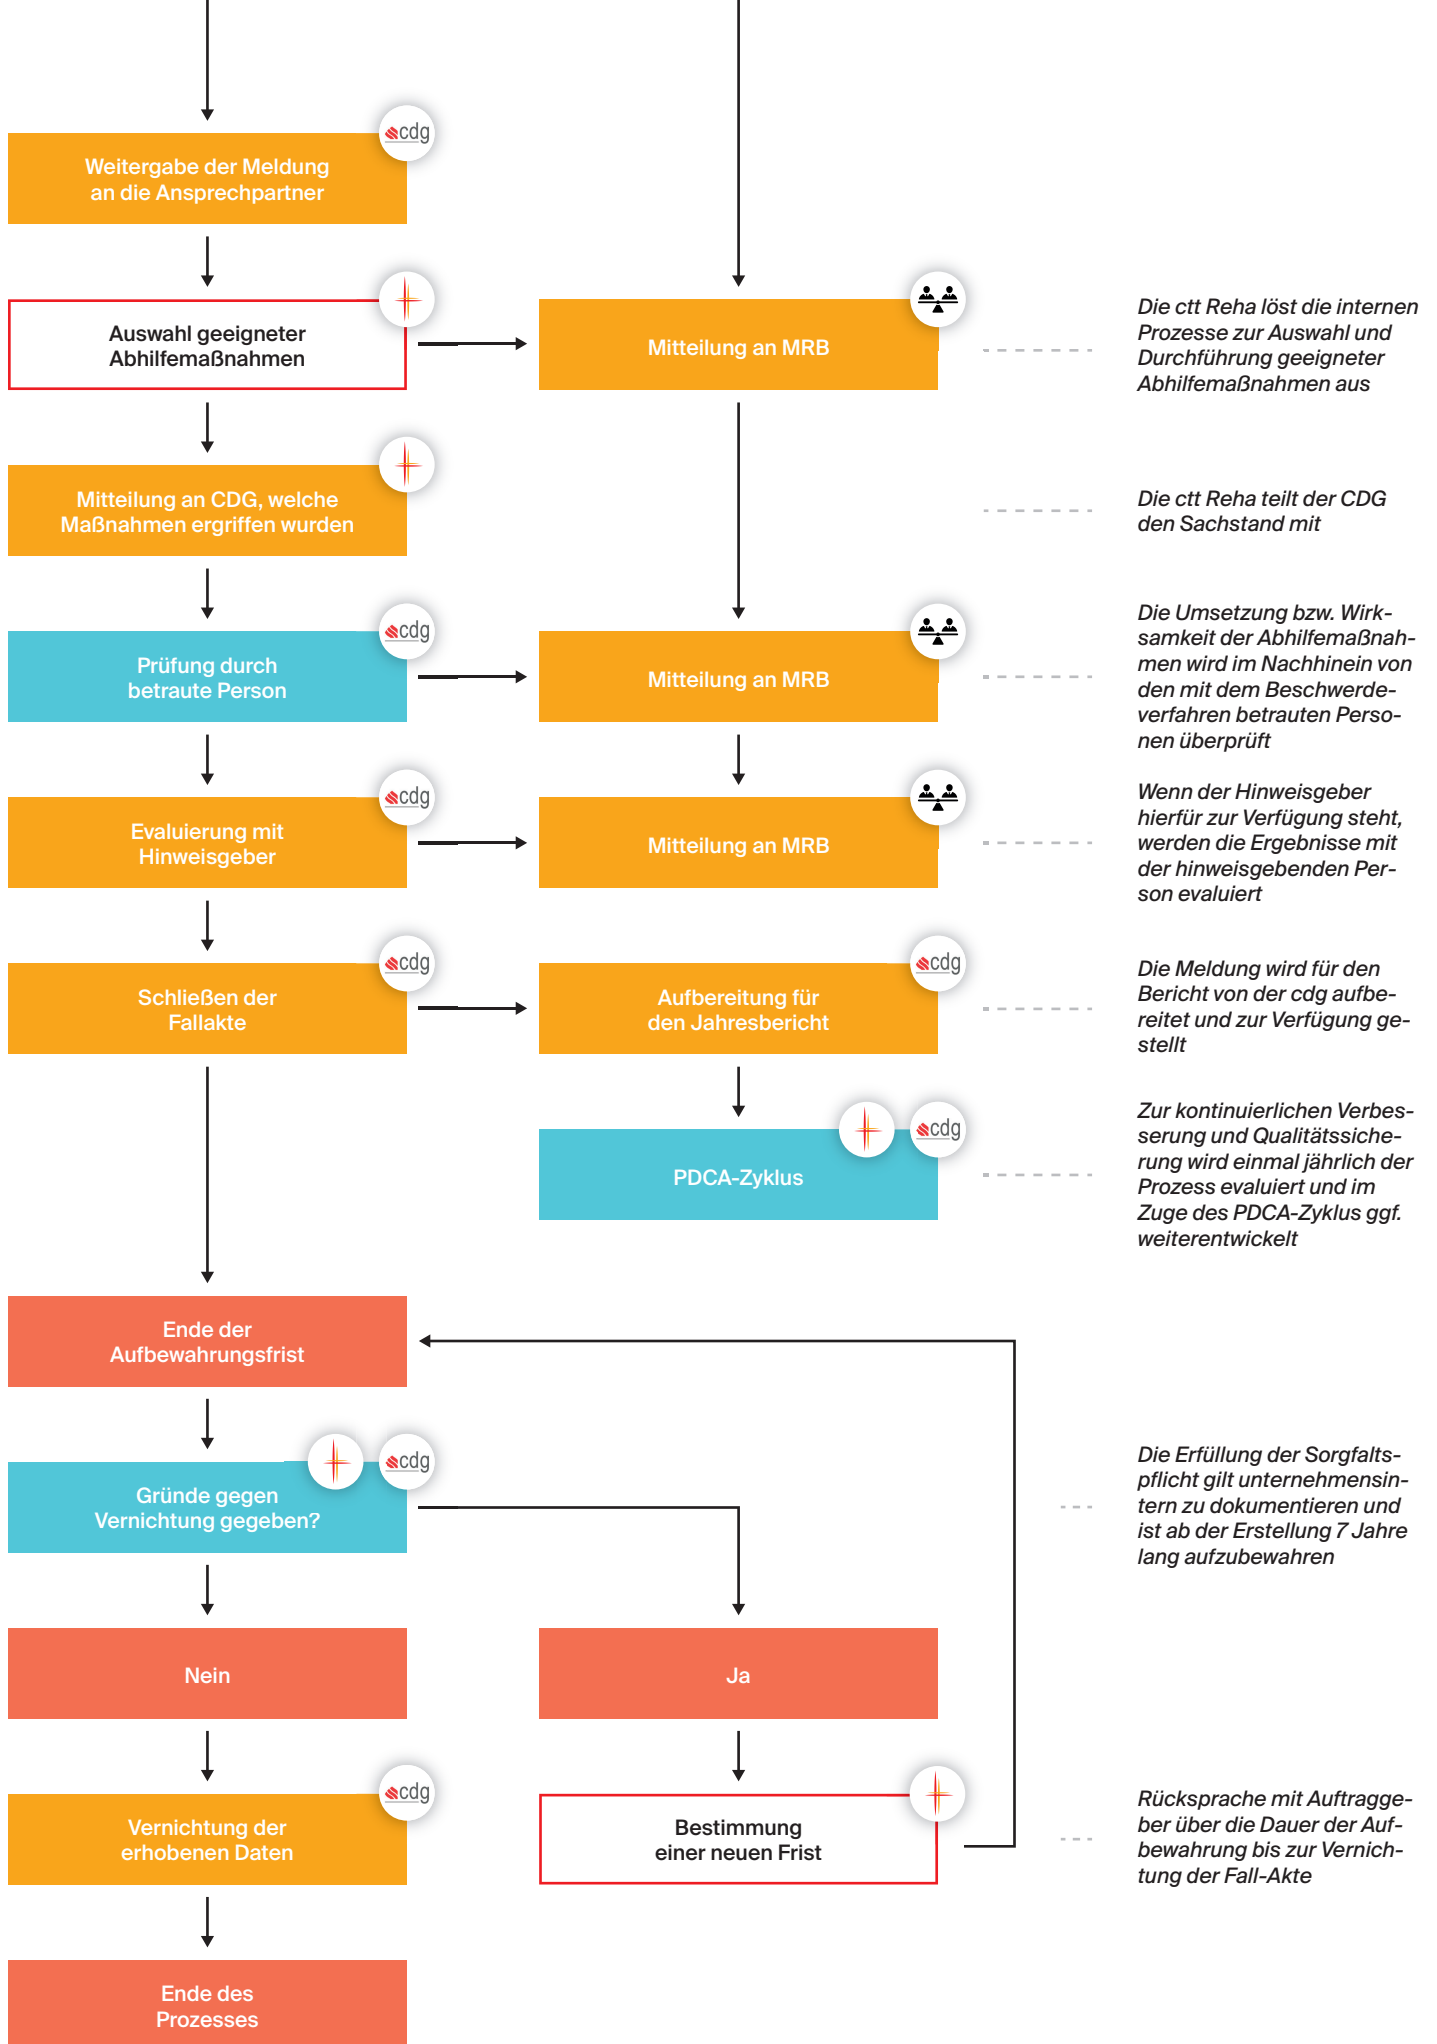 cdg
Weitergabe der Meldung
an die Ansprechpartner
Auswahl geeigneter
Abhilfemaßnahmen
Mitteilung an MRB
Die ctt Reha löst die internen
Prozesse zur Auswahl und
Durchführung geeigneter
Abhilfemaßnahmen aus
Mitteilung an CDG, welche
Maßnahmen ergriffen wurden
Die ctt Reha teilt der CDG
den Sachstand mit
cdg
Prüfung durch
betraute Person
Mitteilung an MRB
Die Umsetzung bzw. Wirk-
samkeit der Abhilfemaßnah-
men wird im Nachhinein von
den mit dem Beschwerde-
verfahren betrauten Perso-
nen überprüft
cdg
Evaluierung mit
Hinweisgeber
Mitteilung an MRB
Wenn der Hinweisgeber
hierfür zur Verfügung steht,
werden die Ergebnisse mit
der hinweisgebenden Per-
son evaluiert
cdg
Schließen der
Fallakte
cdg
Aufbereitung für
den Jahresbericht
Die Meldung wird für den
Bericht von der cdg aufbe-
reitet und zur Verfügung ge-
stellt
cdg
PDCA-Zyklus
Zur kontinuierlichen Verbes-
serung und Qualitätssiche-
rung wird einmal jährlich der
Prozess evaluiert und im
Zuge des PDCA-Zyklus ggf.
weiterentwickelt
Ende der
Aufbewahrungsfrist
cdg
Gründe gegen
Vernichtung gegeben?
Die Erfüllung der Sorgfalts-
pflicht gilt unternehmensin-
tern zu dokumentieren und
ist ab der Erstellung 7 Jahre
lang aufzubewahren
Nein
Ja
cdg
Vernichtung der
erhobenen Daten
Bestimmung
einer neuen Frist
Rücksprache mit Auftragge-
ber über die Dauer der Auf-
bewahrung bis zur Vernich-
tung der Fall-Akte
Ende des
Prozesses